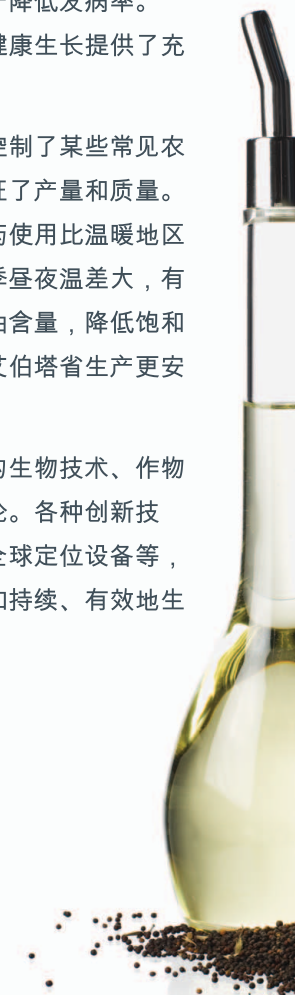 降低发病率。
健康生长提供了充
控制了某些常见农
证了产量和质量。
药使用比温暖地区
季昼夜温差大，有
油含量，降低饱和
艾伯塔省生产更安
的生物技术、作物
论。各种创新技
全球定位设备等，
加持续、有效地生